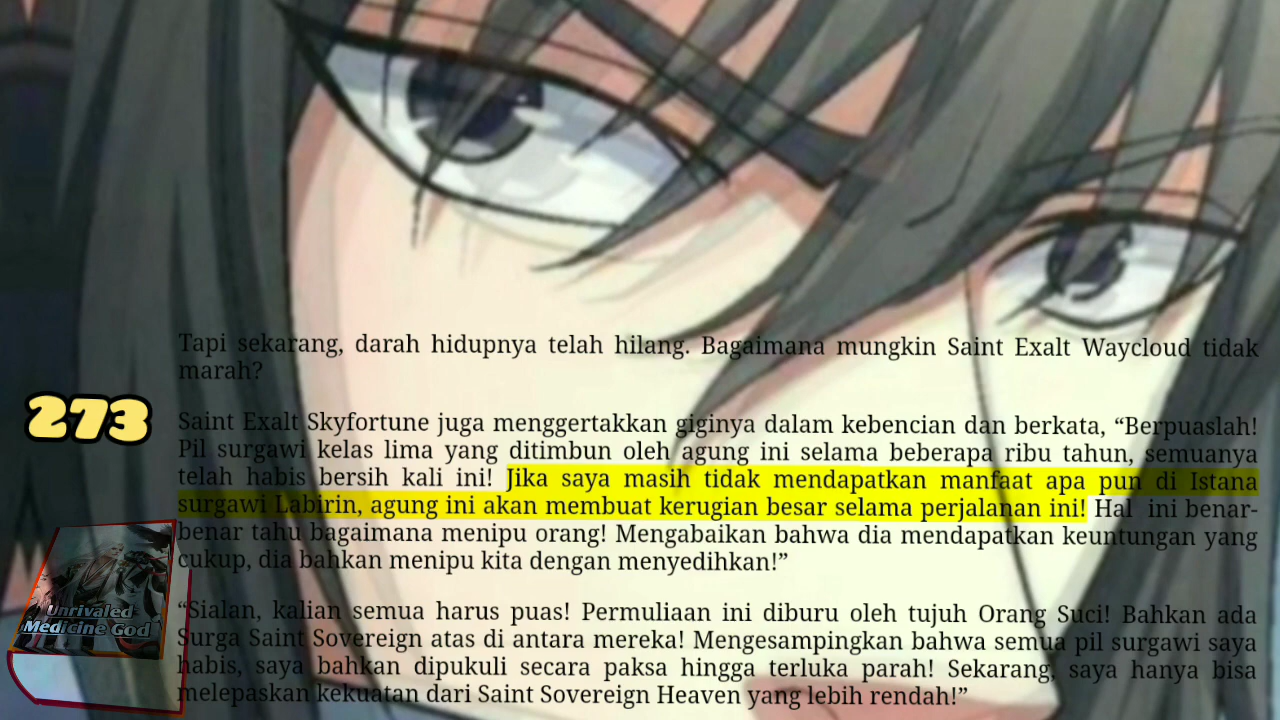 Tapi sekarang, darah hidupnya telah hilang. Bagaimana mungkin Saint Exalt Waycloud tidak
marah?
273
Saint Exalt Skyfortune juga menggertakkan giginya dalam kebencian dan berkata, “Berpuaslah!
Pil surgawi kelas lima yang ditimbun oleh agung ini selama beberapa ribu tahun, semuanya
telah habis bersih kali ini! Jika saya masih tidak mendapatkan manfaat apa pun di Istana
surgawi Labirin, agung ini akan membuat kerugian besar selama perjalanan ini! Hal ini benar-
benar tahu bagaimana menipu orang! Mengabaikan bahwa dia mendapatkan keuntungan yang
cukup, dia bahkan menipu kita dengan menyedihkan!”
“Sialan, kalian semua harus puas! Permuliaan ini diburu oleh tujuh Orang Suci! Bahkan ada
Surga Saint Sovereign atas di antara mereka! Mengesampingkan bahwa semua pil surgawi saya
habis, saya bahkan dipukuli secara paksa hingga terluka parah! Sekarang, saya hanya bisa
melepaskan kekuatan dari Saint Sovereign Heaven yang lebih rendah!”
Unrivaled
Medicine God